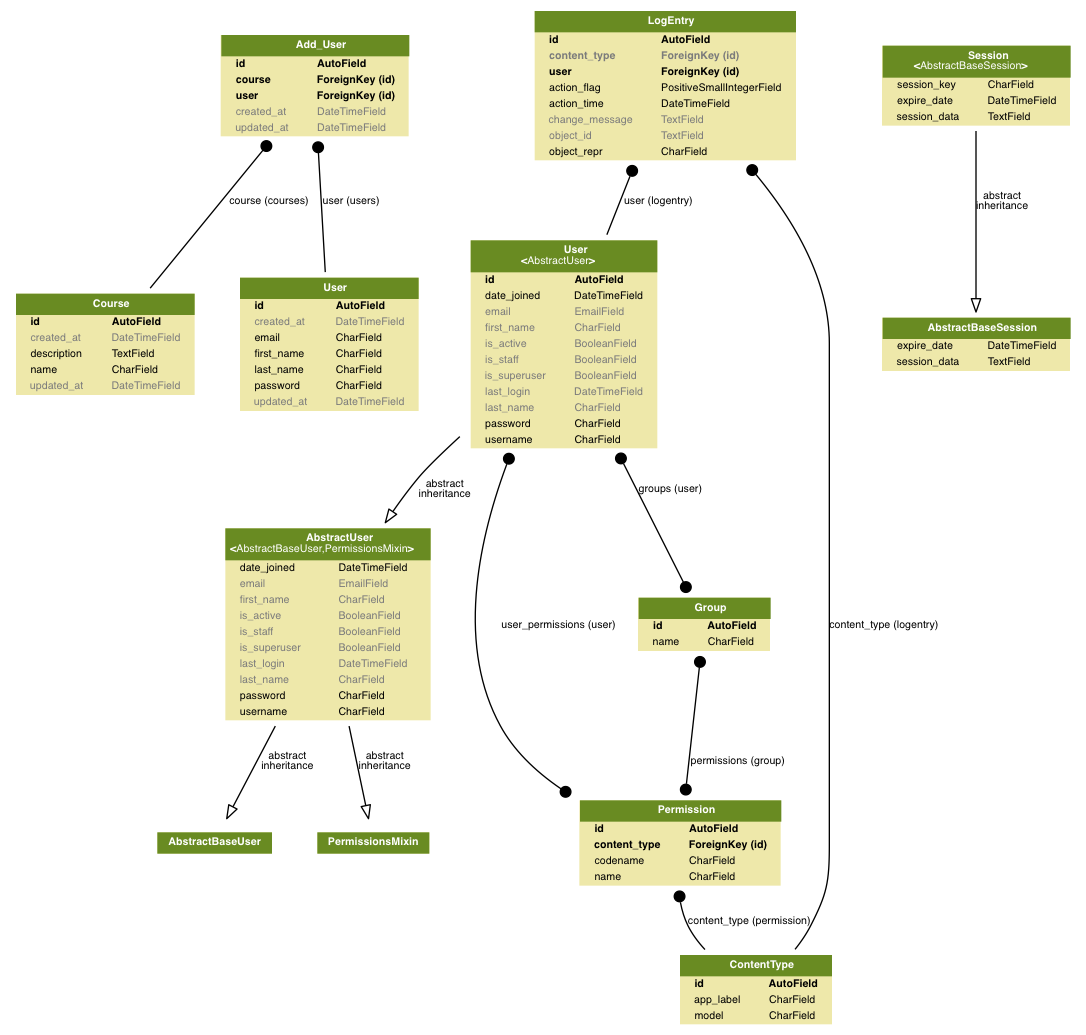 Add_User
id AutoField
course ForeignKey (id)
user ForeignKey (id)
created_at DateTimeField
updated_at DateTimeField
LogEntry
id AutoField
content_type ForeignKey (id)
user ForeignKey (id)
action_flag PositiveSmallIntegerField
action_time DateTimeField
change_message TextField
object_id TextField
object_repr CharField
Session
<AbstractBaseSession>
session_key CharField
expire_date DateTimeField
session_data TextField
course (courses)
user (users)
user (logentry)
abstract
inheritance
Course
id AutoField
created_at DateTimeField
description TextField
name CharField
updated_at DateTimeField
User
id AutoField
created_at DateTimeField
email CharField
first_name CharField
last_name CharField
password CharField
updated_at DateTimeField
User
<AbstractUser>
id AutoField
date_joined DateTimeField
email EmailField
first_name CharField
is_active BooleanField
is_staff BooleanField
is_superuser BooleanField
last_login DateTimeField
last_name CharField
password CharField
username CharField
AbstractBaseSession
expire_date DateTimeField
session_data TextField
abstract
inheritance
groups (user)
AbstractUser
<AbstractBaseUser,PermissionsMixin>
date_joined DateTimeField
email EmailField
first_name CharField
is_active BooleanField
is_staff BooleanField
is_superuser BooleanField
last_login DateTimeField
last_name CharField
password CharField
username CharField
user_permissions (user)
Group
id AutoField
name CharField
content_type (logentry)
abstract
inheritance
abstract
inheritance
permissions (group)
AbstractBaseUser
PermissionsMixin
Permission
id AutoField
content_type ForeignKey (id)
codename CharField
name CharField
content_type (permission)
ContentType
id AutoField
app_label CharField
model CharField